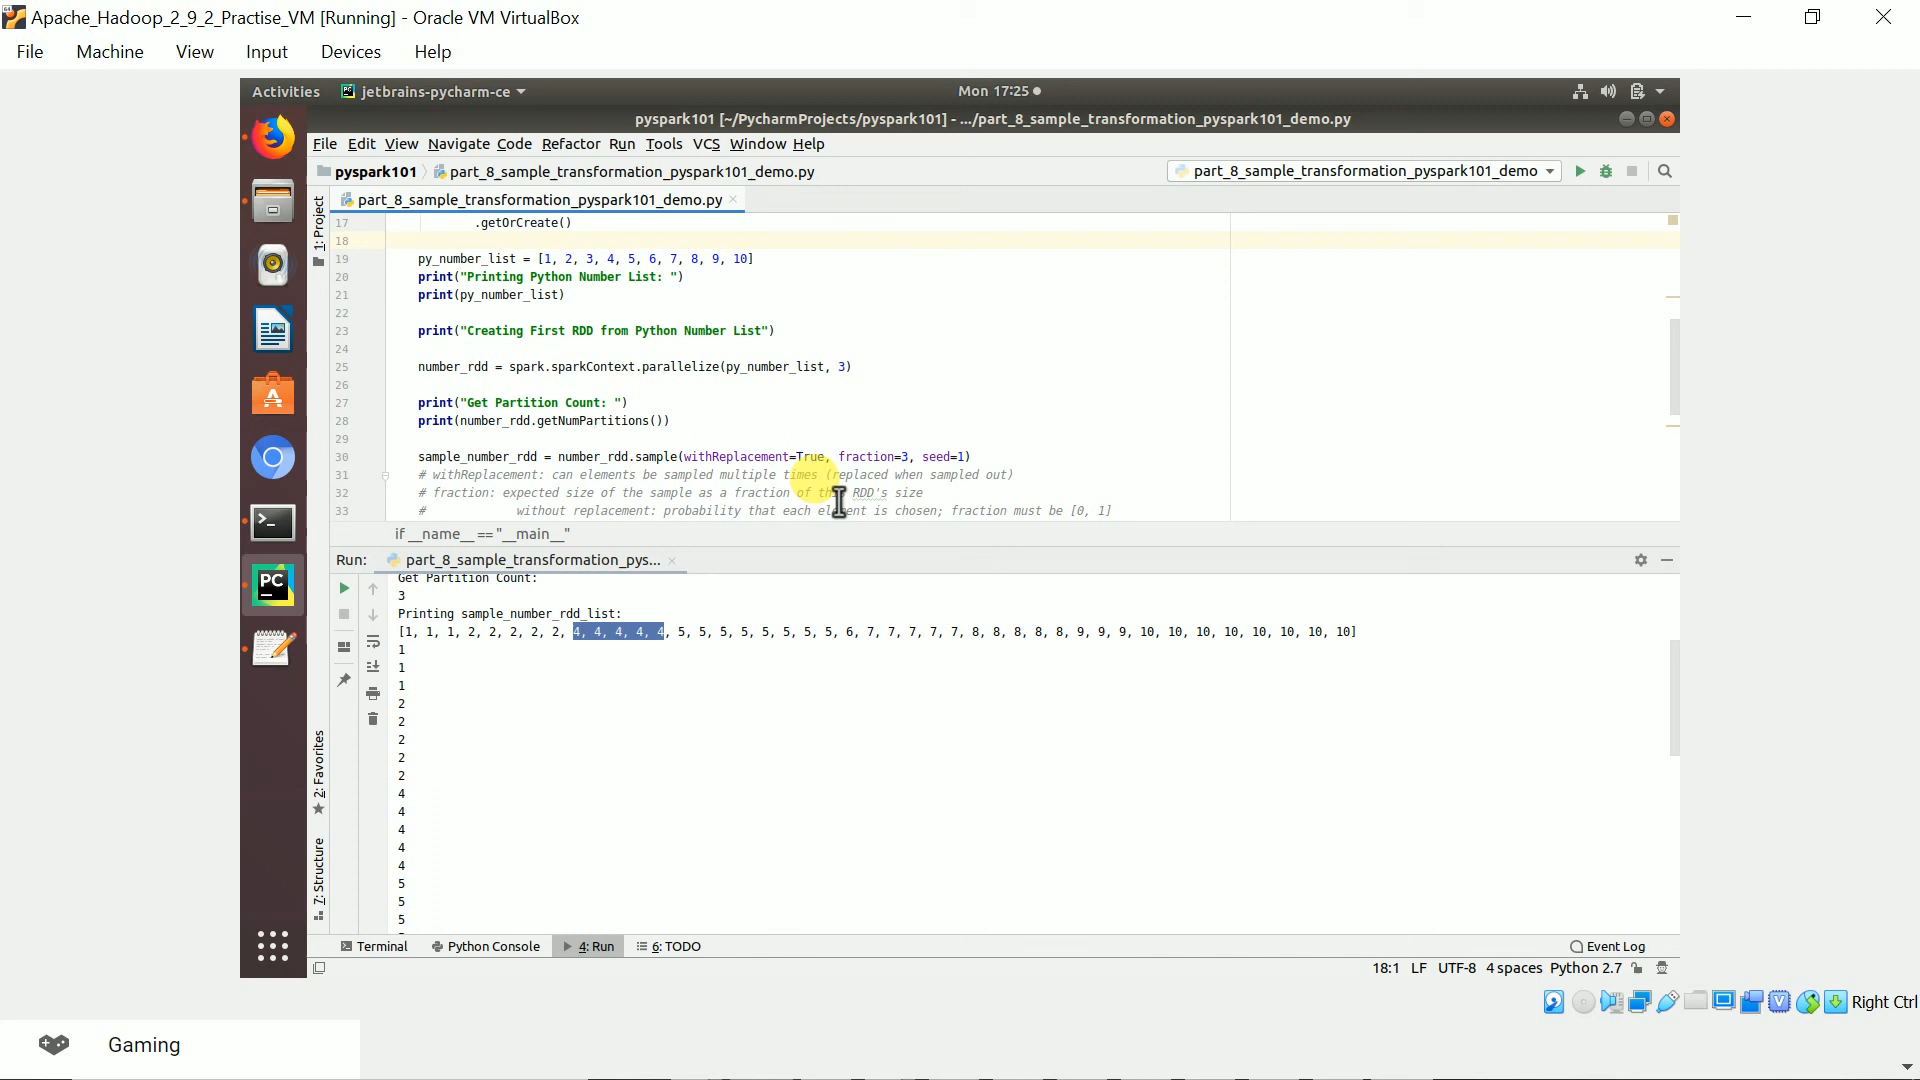 Apache_Hadoop_2_9_2_Practise_VM [Running] - Oracle VM VirtualBox
File Machine View Input Devices Help
Activities jetbrains-pycharm-ce Mon 17:25
pyspark101 [~/PycharmProjects/pyspark101] - .../part_8_sample_transformation_pyspark101_demo.py
File Edit View Navigate Code Refactor Run Tools VCS Window Help
pyspark101 part_8_sample_transformation_pyspark101_demo.py part_8_sample_transformation_pyspark101_demo
1: Project
part_8_sample_transformation_pyspark101_demo.py
17 .getOrCreate()
18
19 py_number_list = [1, 2, 3, 4, 5, 6, 7, 8, 9, 10]
20 print("Printing Python Number List: ")
21 print(py_number_list)
22
23 print("Creating First RDD from Python Number List")
24
25 number_rdd = spark.sparkContext.parallelize(py_number_list, 3)
26
27 print("Get Partition Count: ")
28 print(number_rdd.getNumPartitions())
29
30 sample_number_rdd = number_rdd.sample(withReplacement=True, fraction=3, seed=1)
31 # withReplacement: can elements be sampled multiple times (replaced when sampled out)
32 # fraction: expected size of the sample as a fraction of this RDD's size
33 # without replacement: probability that each element is chosen; fraction must be [0, 1]
if __name__ == "__main__"
Run: part_8_sample_transformation_pys...
Get Partition Count:
3
Printing sample_number_rdd_list:
[1, 1, 1, 2, 2, 2, 2, 2, 4, 4, 4, 4, 4, 5, 5, 5, 5, 5, 5, 5, 5, 6, 7, 7, 7, 7, 7, 8, 8, 8, 8, 8, 9, 9, 9, 10, 10, 10, 10, 10, 10, 10, 10]
1
1
1
2
2
2
2
2
4
4
4
4
4
5
5
5
2: Favorites
7: Structure
Terminal Python Console 4: Run 6: TODO Event Log
18:1 LF UTF-8 4 spaces Python 2.7
Right Ctrl
Gaming